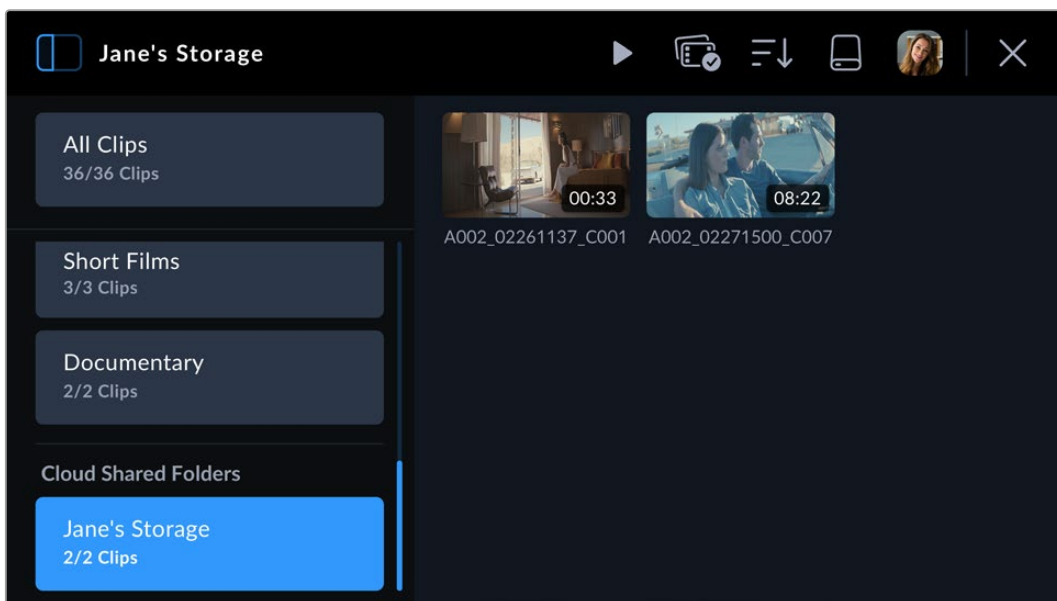 Jane's Storage
All Clips
36/36 Clips
Short Films
3/3 Clips
Documentary
2/2 Clips
Cloud Shared Folders
Jane's Storage
2/2 Clips
00:33
08:22
A002_02261137_C001
A002_02271500_C007